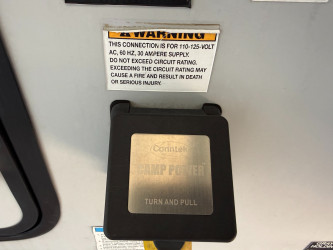 WARNING
THIS CONNECTION IS FOR 110-125-VOLT
AC, 60 HZ, 30 AMPERE SUPPLY.
DO NOT EXCEED CIRCUIT RATING.
EXCEEDING THE CIRCUIT RATING MAY
CAUSE A FIRE AND RESULT IN DEATH
OR SERIOUS INJURY.
CAMP POWER
TURN AND PULL